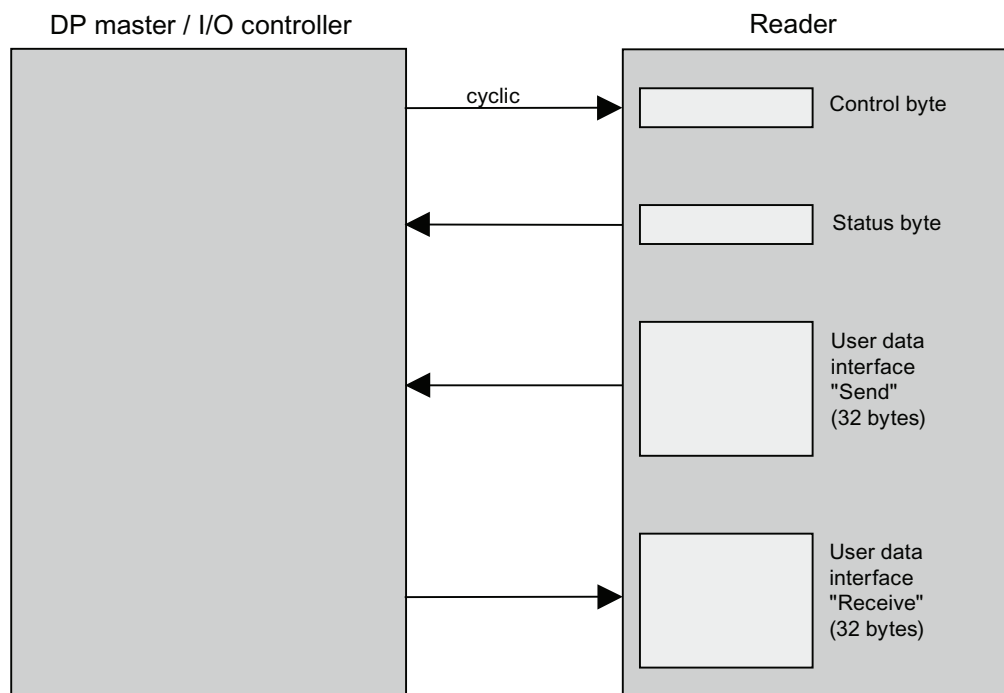 DP master / I/O controller
Reader
cyclic
Control byte
Status byte
User data
interface
"Send"
(32 bytes)
User data
interface
"Receive"
(32 bytes)